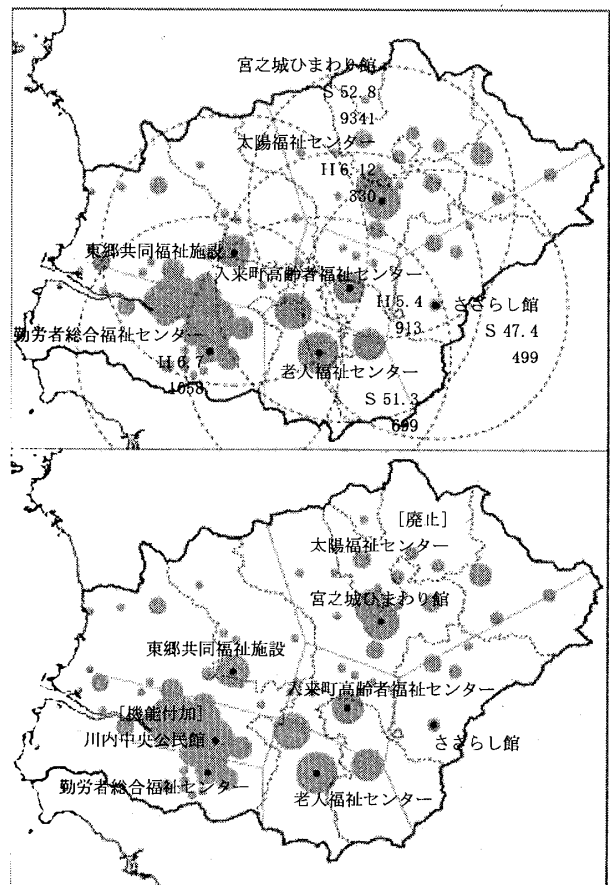 宮之城ひまわり館
S 52.8
9341
太陽福祉センター
H 6.12
330
東郷共同福祉施設
入来町高齢者福祉センター
H 5.4
913
ささらし館
S 47.4
499
勤労者総合福祉センター
H 6.7
1058
老人福祉センター
S 51.3
699
[廃止]
太陽福祉センター
宮之城ひまわり館
東郷共同福祉施設
入来町高齢者福祉センター
[機能付加]
川内中央公民館
ささらし館
勤労者総合福祉センター
老人福祉センター